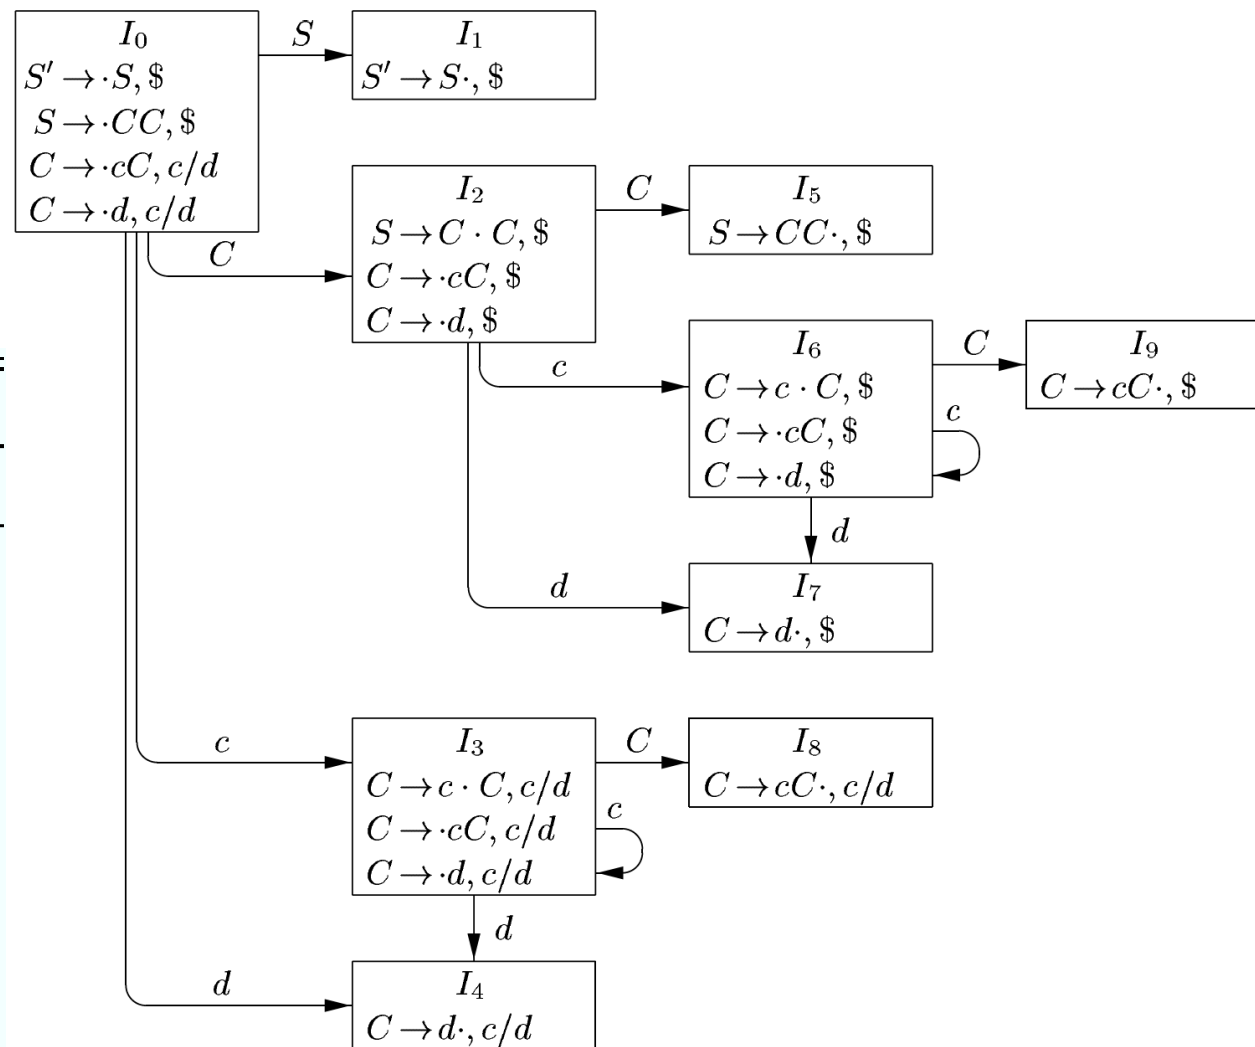 I₀
S′ → ·S, $
S → ·CC, $
C → ·cC, c/d
C → ·d, c/d
S
I₁
S′ → S·, $
C
I₂
S → C · C, $
C → ·cC, $
C → ·d, $
C
I₅
S → CC·, $
c
I₆
C → c · C, $
C → ·cC, $
C → ·d, $
C
I₉
C → cC·, $
c
d
d
I₇
C → d·, $
c
I₃
C → c · C, c/d
C → ·cC, c/d
C → ·d, c/d
C
I₈
C → cC·, c/d
c
d
d
I₄
C → d·, c/d